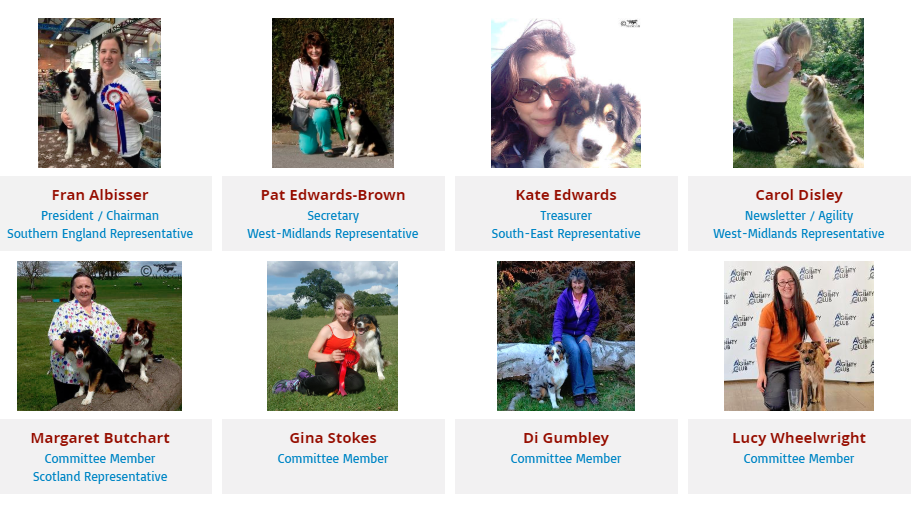 Fran Albisser
President / Chairman
Southern England Representative
Pat Edwards-Brown
Secretary
West-Midlands Representative
Kate Edwards
Treasurer
South-East Representative
Carol Disley
Newsletter / Agility
West-Midlands Representative
Margaret Butchart
Committee Member
Scotland Representative
Gina Stokes
Committee Member
Di Gumbley
Committee Member
Lucy Wheelwright
Committee Member